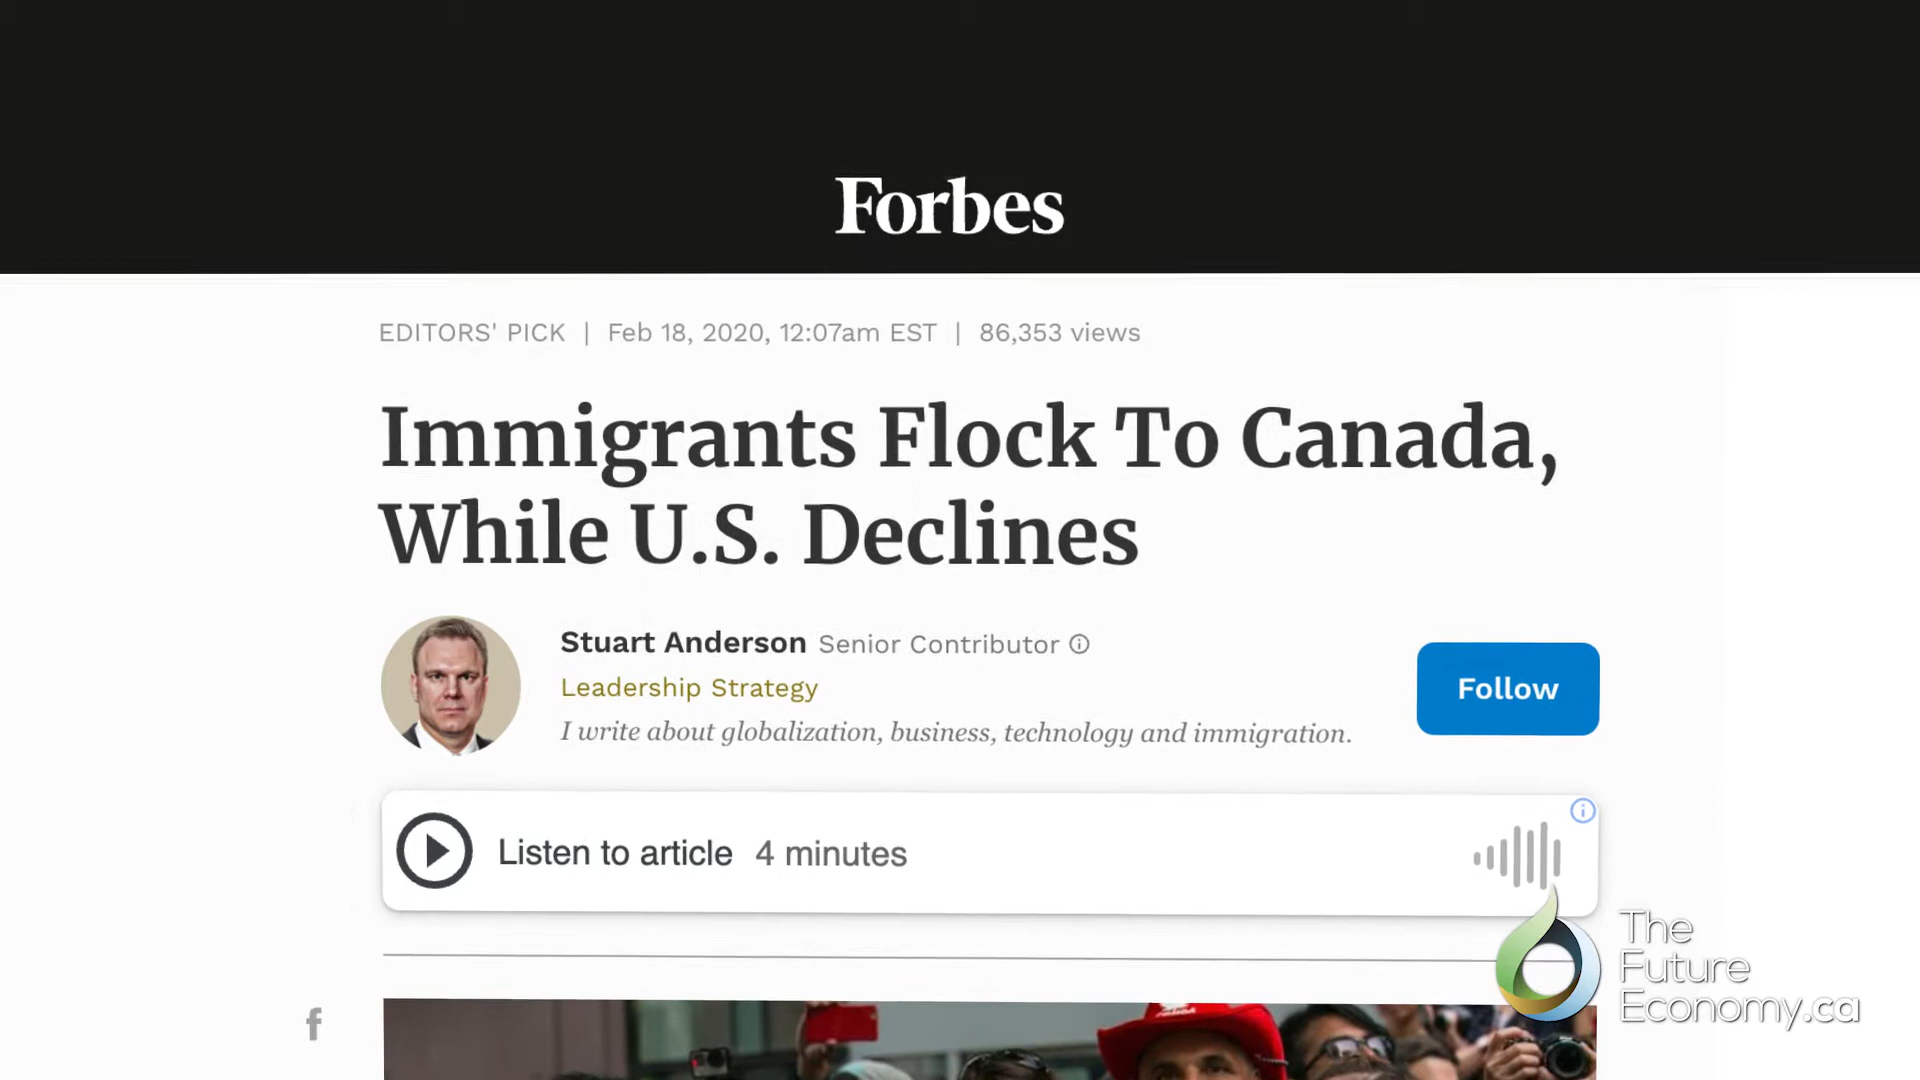 Forbes
EDITORS' PICK | Feb 18, 2020, 12:07am EST | 86,353 views
Immigrants Flock To Canada,
While U.S. Declines
Stuart Anderson Senior Contributor
Leadership Strategy
I write about globalization, business, technology and immigration.
Follow
Listen to article 4 minutes
The
Future
Economy.ca